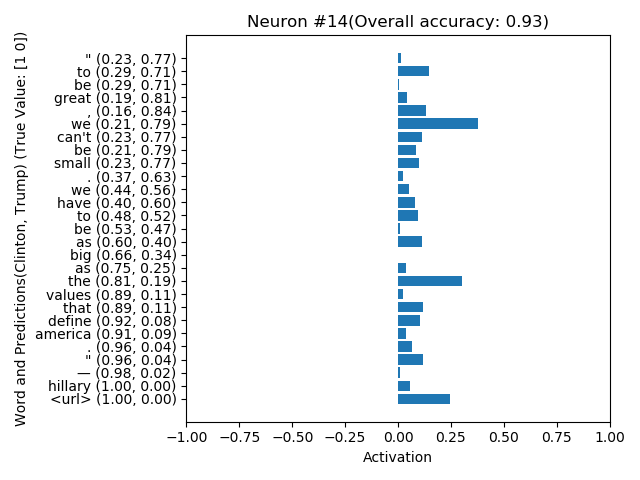 Neuron #14(Overall accuracy: 0.93)
Word and Predictions(Clinton, Trump) (True Value: [1 0])
" (0.23, 0.77)
to (0.29, 0.71)
be (0.29, 0.71)
great (0.19, 0.81)
, (0.16, 0.84)
we (0.21, 0.79)
can't (0.23, 0.77)
be (0.21, 0.79)
small (0.23, 0.77)
. (0.37, 0.63)
we (0.44, 0.56)
have (0.40, 0.60)
to (0.48, 0.52)
be (0.53, 0.47)
as (0.60, 0.40)
big (0.66, 0.34)
as (0.75, 0.25)
the (0.81, 0.19)
values (0.89, 0.11)
that (0.89, 0.11)
define (0.92, 0.08)
america (0.91, 0.09)
. (0.96, 0.04)
" (0.96, 0.04)
— (0.98, 0.02)
hillary (1.00, 0.00)
<url> (1.00, 0.00)
−1.00 −0.75 −0.50 −0.25 0.00 0.25 0.50 0.75 1.00
Activation